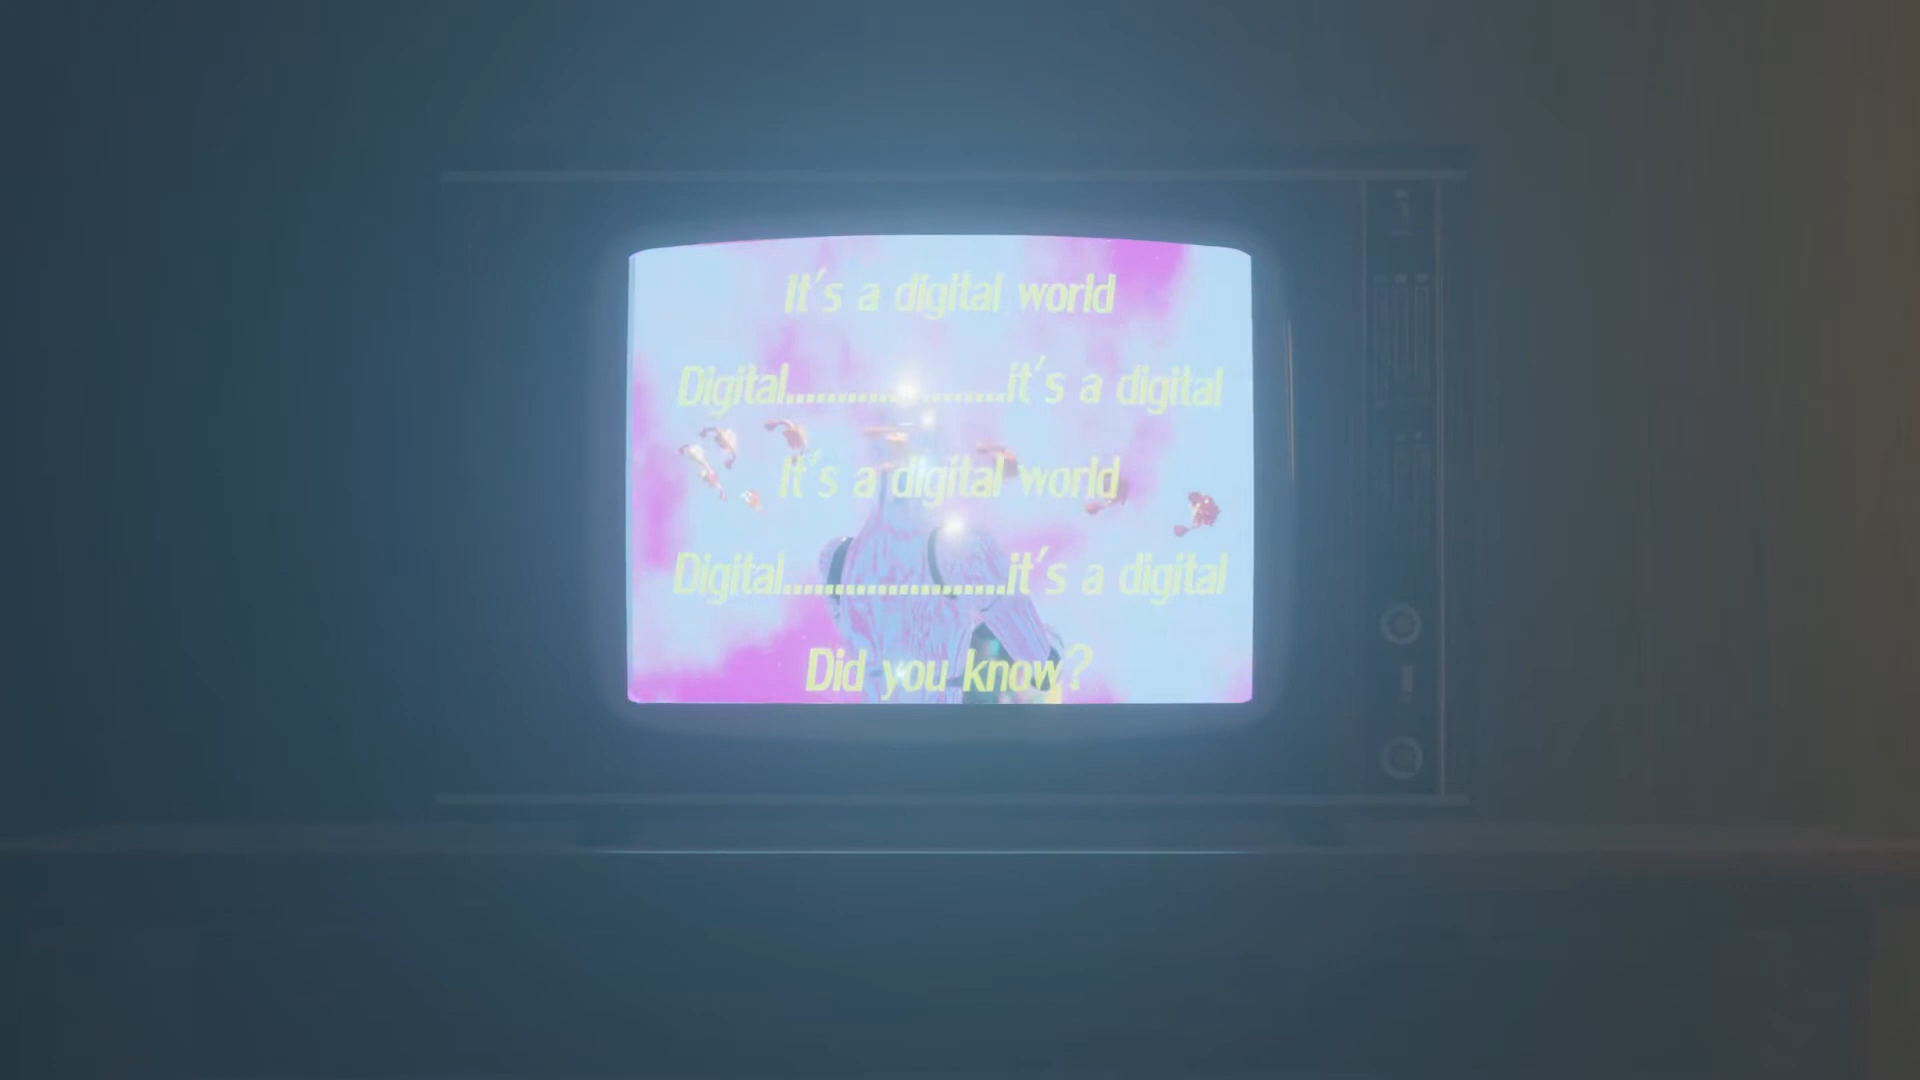 It's a digital world
Digital.....................it's a digital
It's a digital world
Digital.....................it's a digital
Did you know?